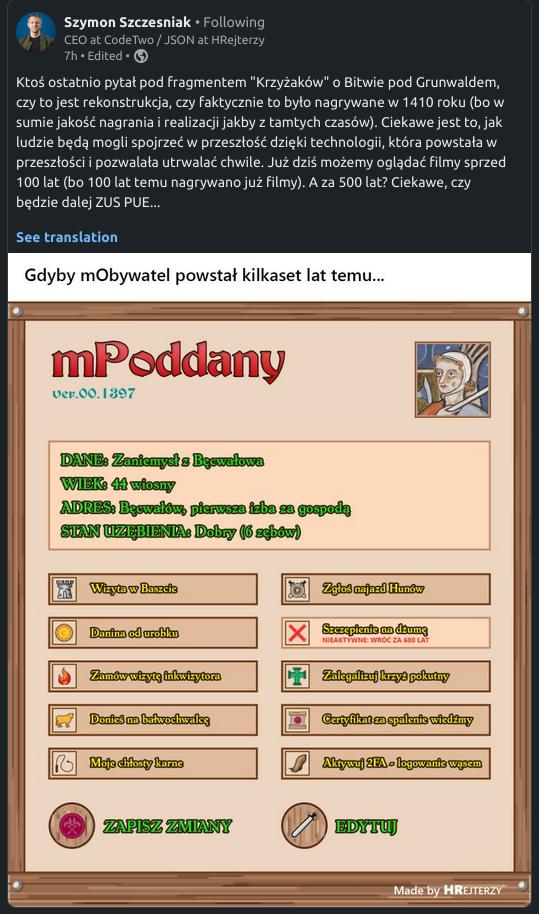 Szymon Szczesniak • Following
CEO at CodeTwo / JSON at HRejterzy
7h • Edited •
Ktoś ostatnio pytał pod fragmentem "Krzyżaków" o Bitwie pod Grunwaldem,
czy to jest rekonstrukcja, czy faktycznie to było nagrywane w 1410 roku (bo w
sumie jakość nagrania i realizacji jakby z tamtych czasów). Ciekawe jest to, jak
ludzie będą mogli spojrzeć w przeszłość dzięki technologii, która powstała w
przeszłości i pozwalała utrwalać chwile. Już dziś możemy oglądać filmy sprzed
100 lat (bo 100 lat temu nagrywano już filmy). A za 500 lat? Ciekawe, czy
będzie dalej ZUS PUE...
See translation
Gdyby mObywatel powstał kilkaset lat temu...
mPoddany
ver.00.1397
DANE: Zaniemysł z Bęcwałowa
WIEK: 44 wiosny
ADRES: Bęcwałów, pierwsza izba za gospodą
STAN UZĘBIENIA: Dobry (6 zębów)
Wizyta w Baszcie
Zgłoś najazd Hunów
Danina od urobku
Szczepienie na dżumę
NIEAKTYWNE: WRÓĆ ZA 600 LAT
Zamów wizytę inkwizytora
Zalegalizuj krzyż pokutny
Donieś na bałwochwalcę
Certyfikat za spalenie wiedźmy
Moje chłosty karne
Aktywuj 2FA - logowanie wąsem
ZAPISZ ZMIANY
EDYTUJ
Made by HREJTERZY